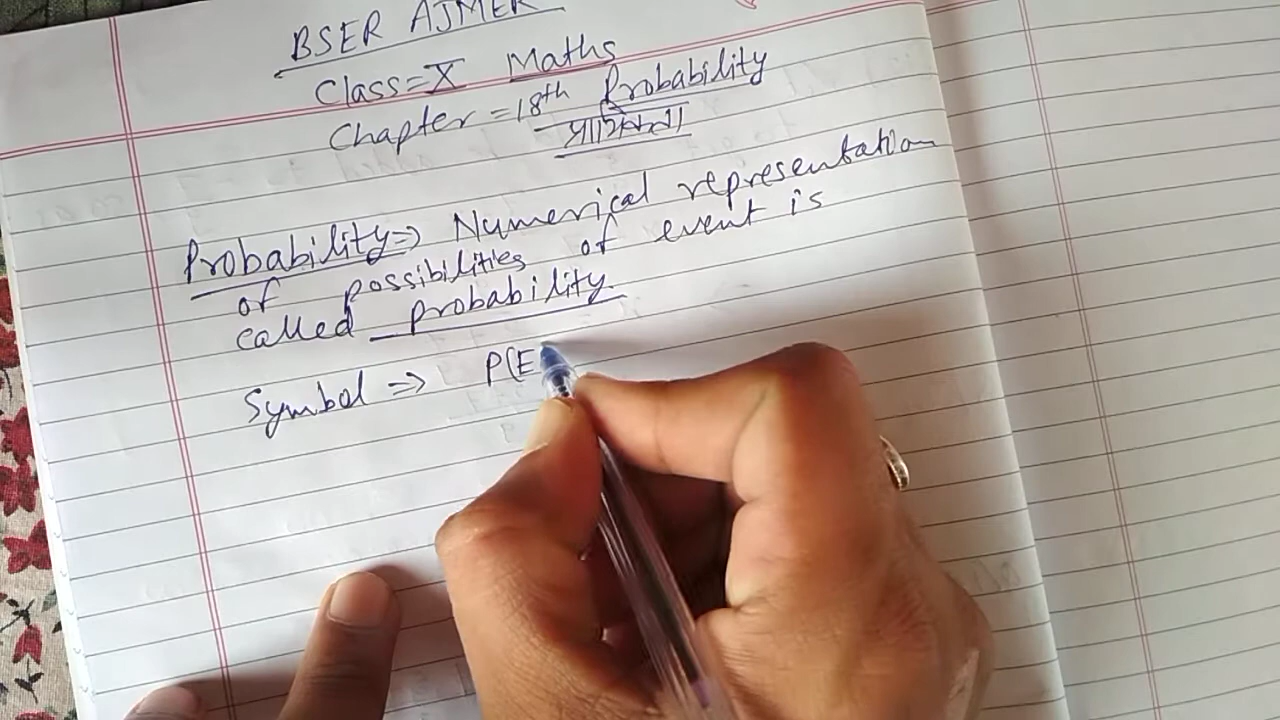 BSER AJMER
Class=X Maths
Chapter = 18th Probability
प्रायिकता
Probability=> Numerical representation
of possibilities of event is
called probability.
Symbol => P(E